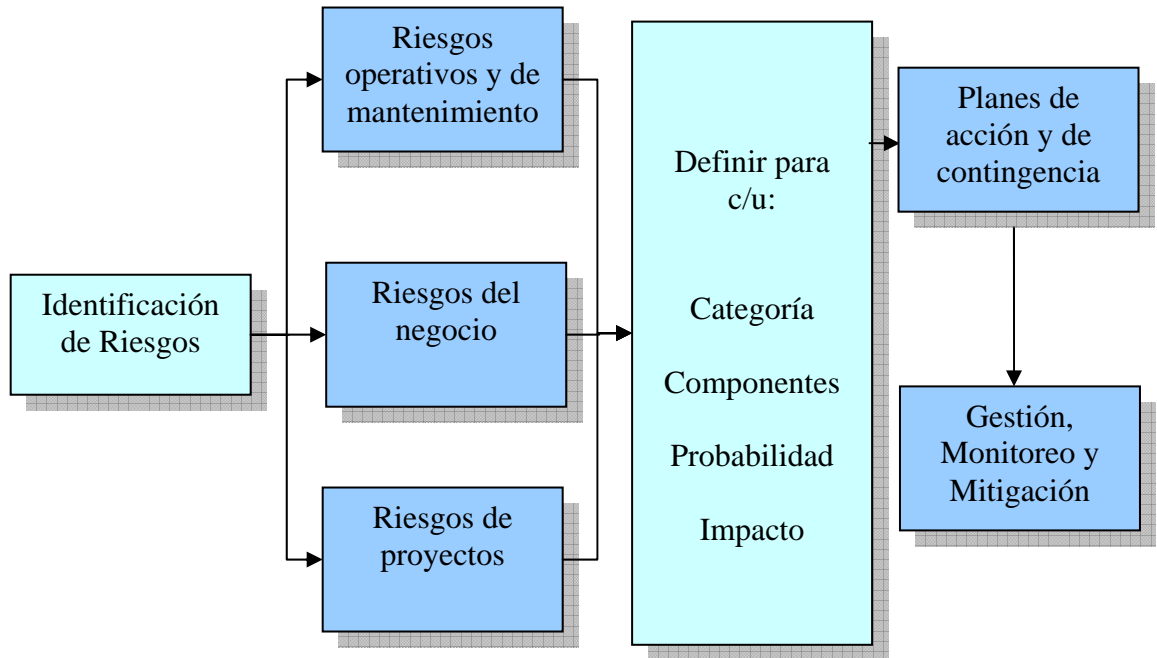 Identificación
de Riesgos
Riesgos
operativos y de
mantenimiento
Riesgos del
negocio
Riesgos de
proyectos
Definir para
c/u:
Categoría
Componentes
Probabilidad
Impacto
Planes de
acción y de
contingencia
Gestión,
Monitoreo y
Mitigación